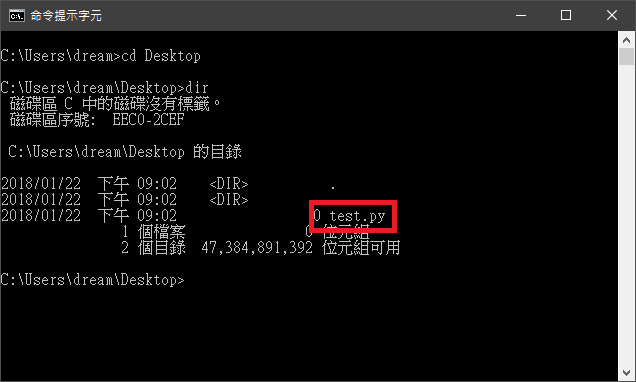 命令提示字元
C:\Users\dream>cd Desktop
C:\Users\dream\Desktop>dir
磁碟區 C 中的磁碟沒有標籤。
磁碟區序號:  EEC0-2CEF
C:\Users\dream\Desktop 的目錄
2018/01/22  下午 09:02    <DIR>          .
2018/01/22  下午 09:02    <DIR>
2018/01/22  下午 09:02                 0 test.py
1 個檔案               0 位元組
2 個目錄  47,384,891,392 位元組可用
C:\Users\dream\Desktop>